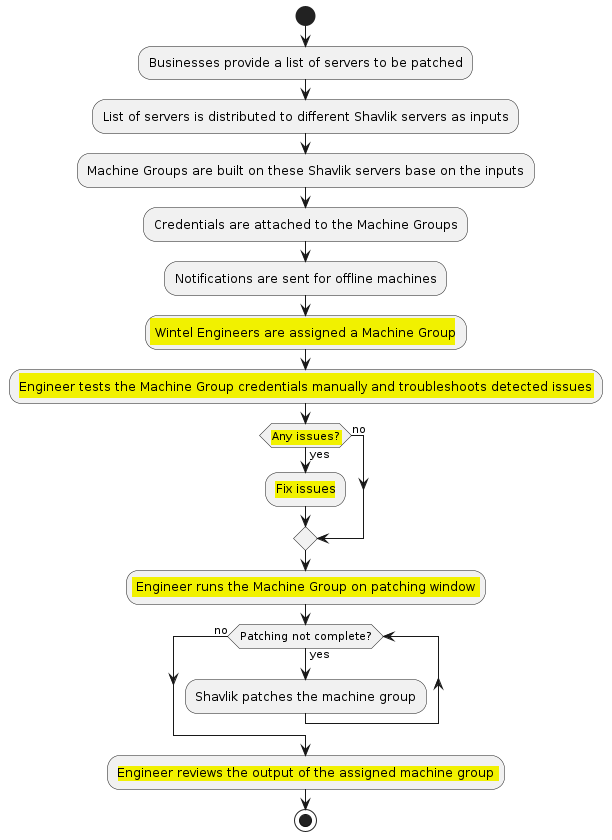 Businesses provide a list of servers to be patched
List of servers is distributed to different Shavlik servers as inputs
Machine Groups are built on these Shavlik servers base on the inputs
Credentials are attached to the Machine Groups
Notifications are sent for offline machines
Wintel Engineers are assigned a Machine Group
Engineer tests the Machine Group credentials manually and troubleshoots detected issues
Any issues?
no
yes
Fix issues
Engineer runs the Machine Group on patching window
no
Patching not complete?
yes
Shavlik patches the machine group
Engineer reviews the output of the assigned machine group